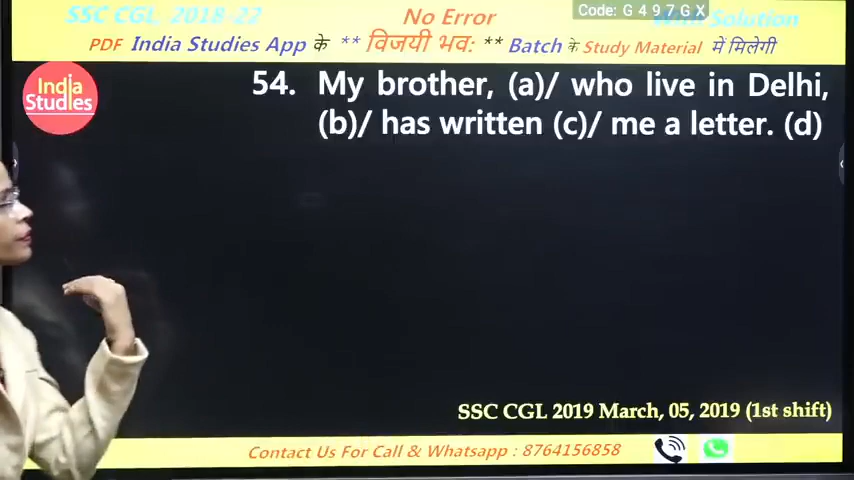 SSC CGL 2018-22
No Error
Code: G 4 9 7 G X
With Solution
PDF India Studies App के ** विजयी भव: ** Batch के Study Material में मिलेगी
India
Studies
54. My brother, (a)/ who live in Delhi,
(b)/ has written (c)/ me a letter. (d)
SSC CGL 2019 March, 05, 2019 (1st shift)
Contact Us For Call & Whatsapp : 8764156858